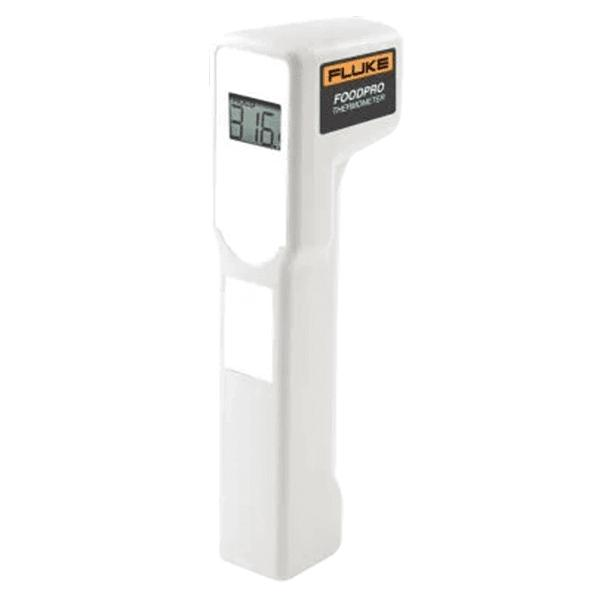 FLUKE
FOODPRO
THERMOMETER
316.